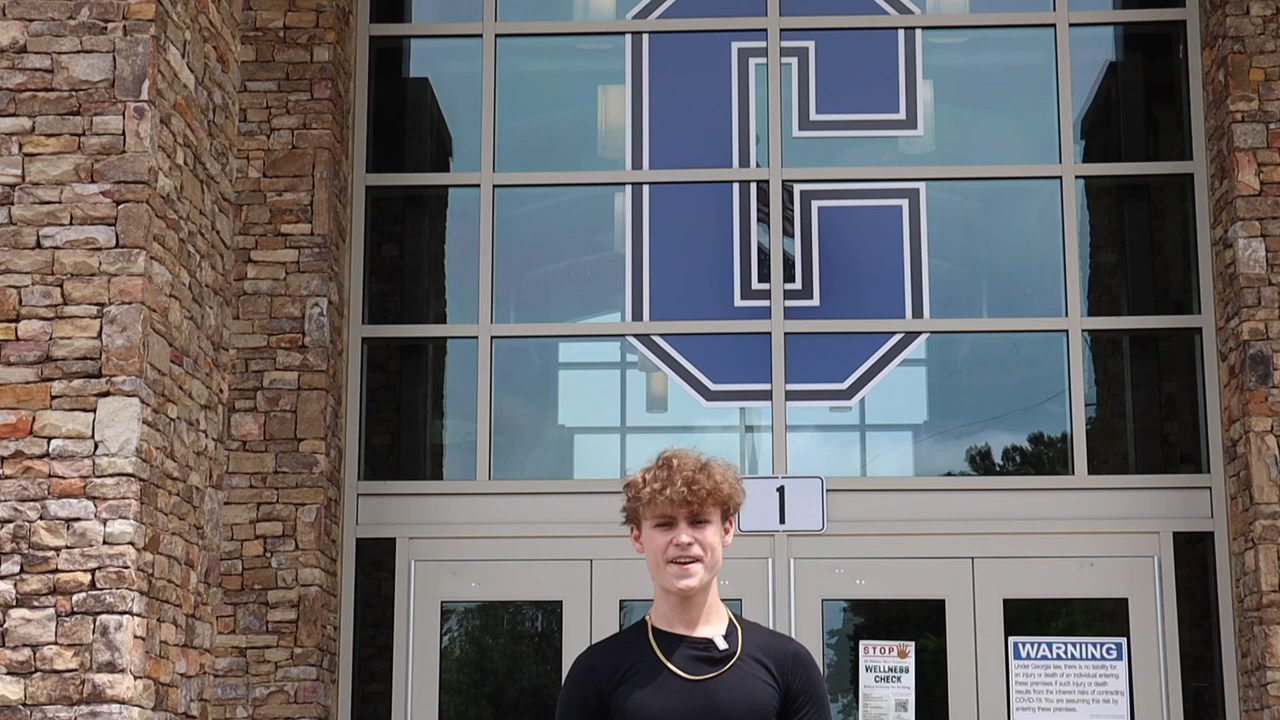 C
1
STOP
WELLNESS
CHECK
WARNING
Under Georgia law, there is no liability for
an injury or death of an individual entering
these premises if such injury or death
results from the inherent risks of contracting
COVID-19. You are assuming this risk by
entering these premises.